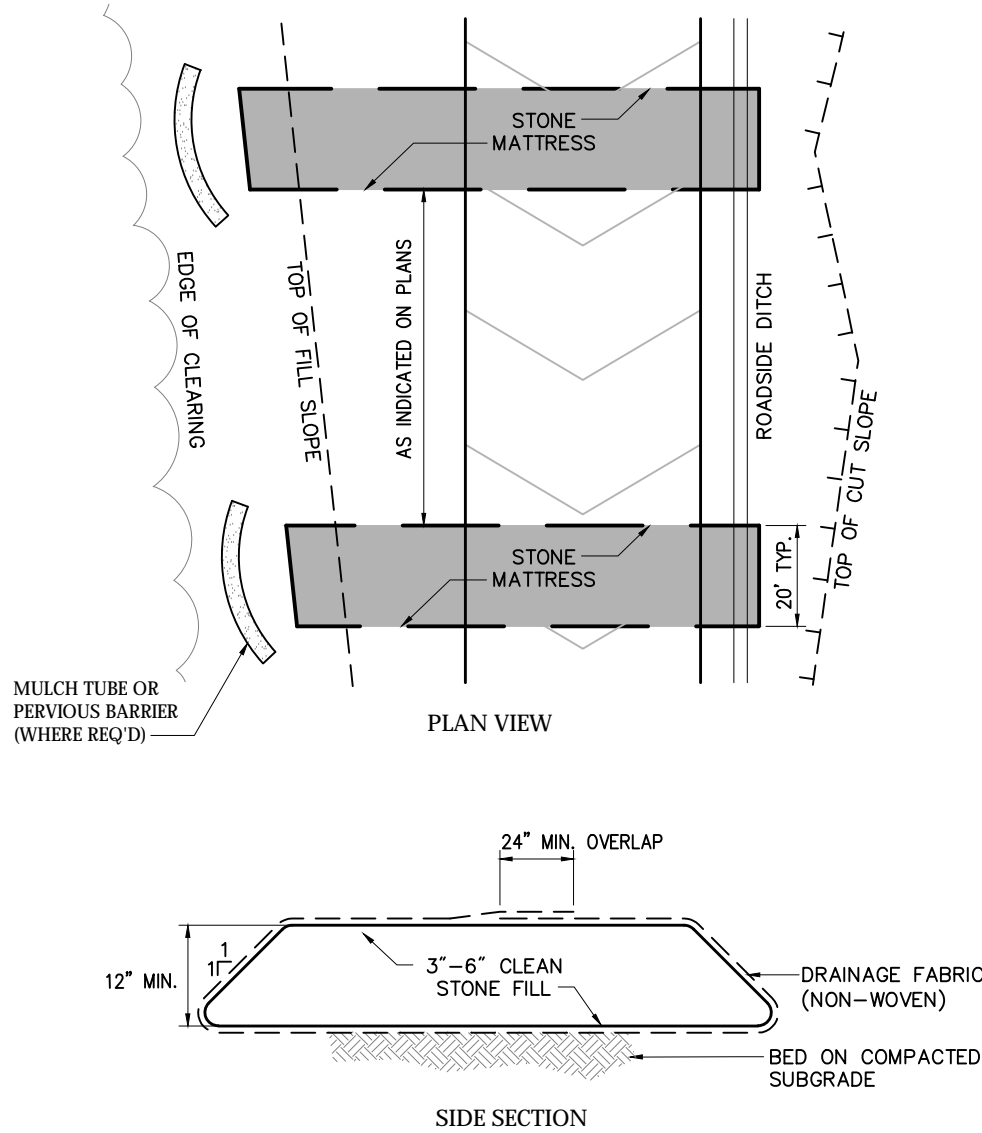 STONE
MATTRESS
EDGE OF CLEARING
TOP OF FILL SLOPE
AS INDICATED ON PLANS
ROADSIDE DITCH
TOP OF CUT SLOPE
STONE
MATTRESS
20' TYP.
MULCH TUBE OR
PERVIOUS BARRIER
(WHERE REQ'D)
PLAN VIEW
24" MIN. OVERLAP
12" MIN.
1
1
3"-6" CLEAN
STONE FILL
DRAINAGE FABRIC
(NON-WOVEN)
BED ON COMPACTED
SUBGRADE
SIDE SECTION